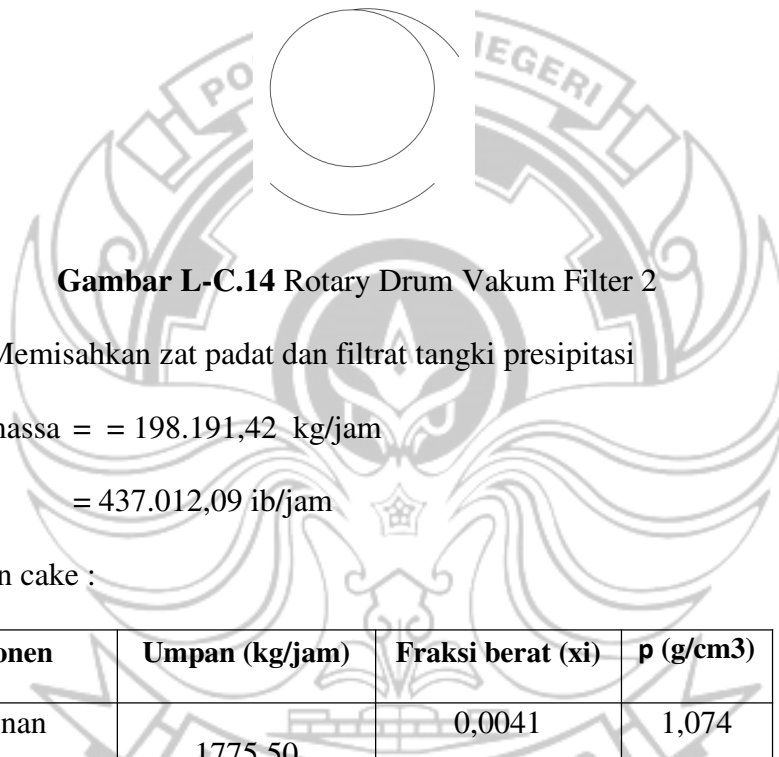 NEGERI
Gambar L-C.14 Rotary Drum Vakum Filter 2
Memisahkan zat padat dan filtrat tangki presipitasi
massa = = 198.191,42 kg/jam
= 437.012,09 ib/jam
n cake :
onen Umpan (kg/jam) Fraksi berat (xi) p (g/cm3)
nan 1775,50 0,0041 1,074